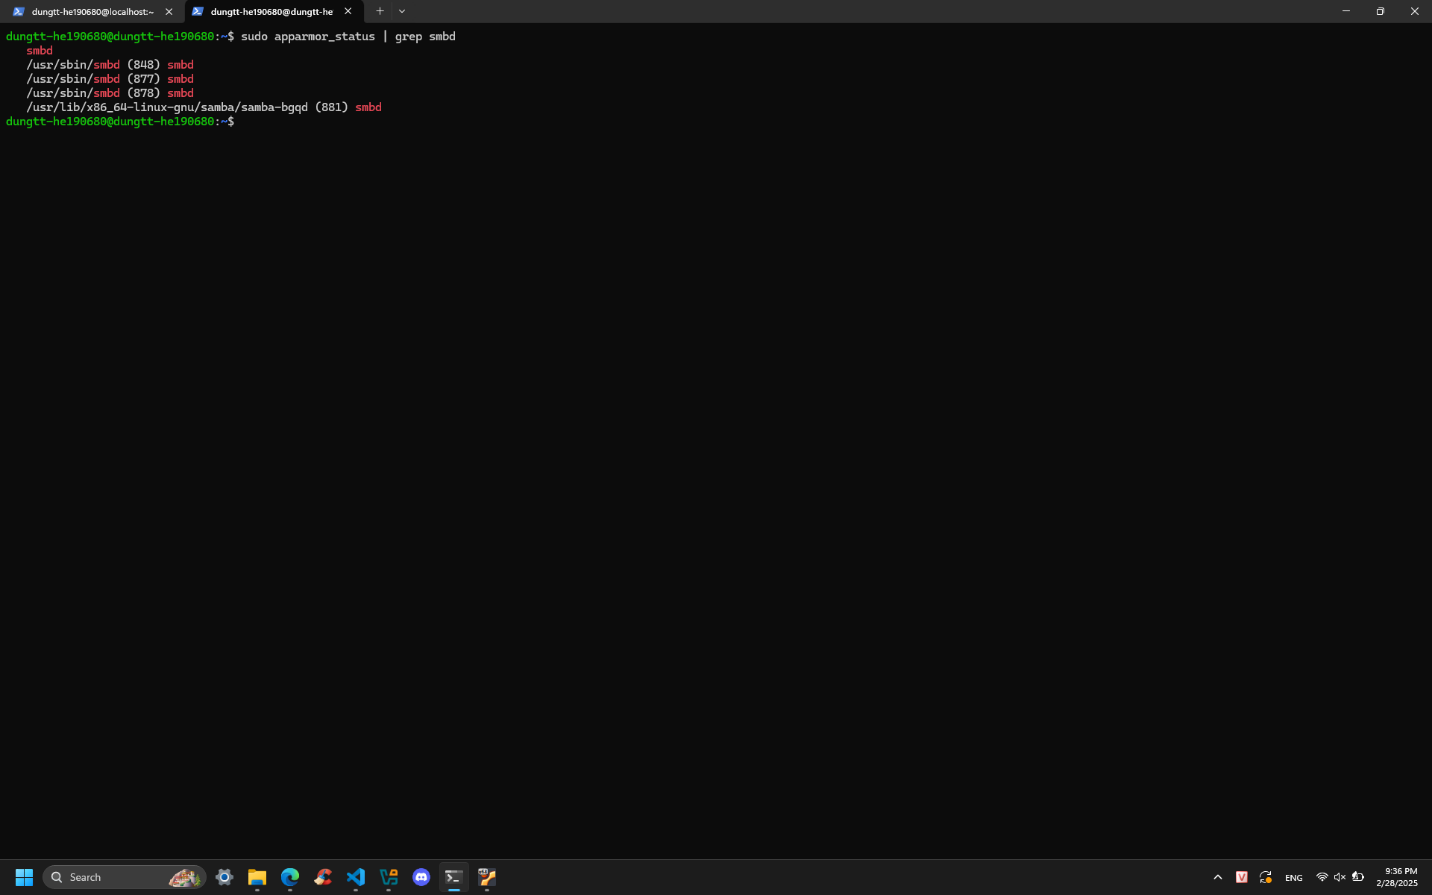 dungtt-he190680@localhost:~
dungtt-he190680@dungtt-he
dungtt-he190680@dungtt-he190680:~$ sudo apparmor_status | grep smbd
smbd
/usr/sbin/smbd (848) smbd
/usr/sbin/smbd (877) smbd
/usr/sbin/smbd (878) smbd
/usr/lib/x86_64-linux-gnu/samba/samba-bgqd (881) smbd
dungtt-he190680@dungtt-he190680:~$
Search
ENG
9:36 PM
2/28/2025